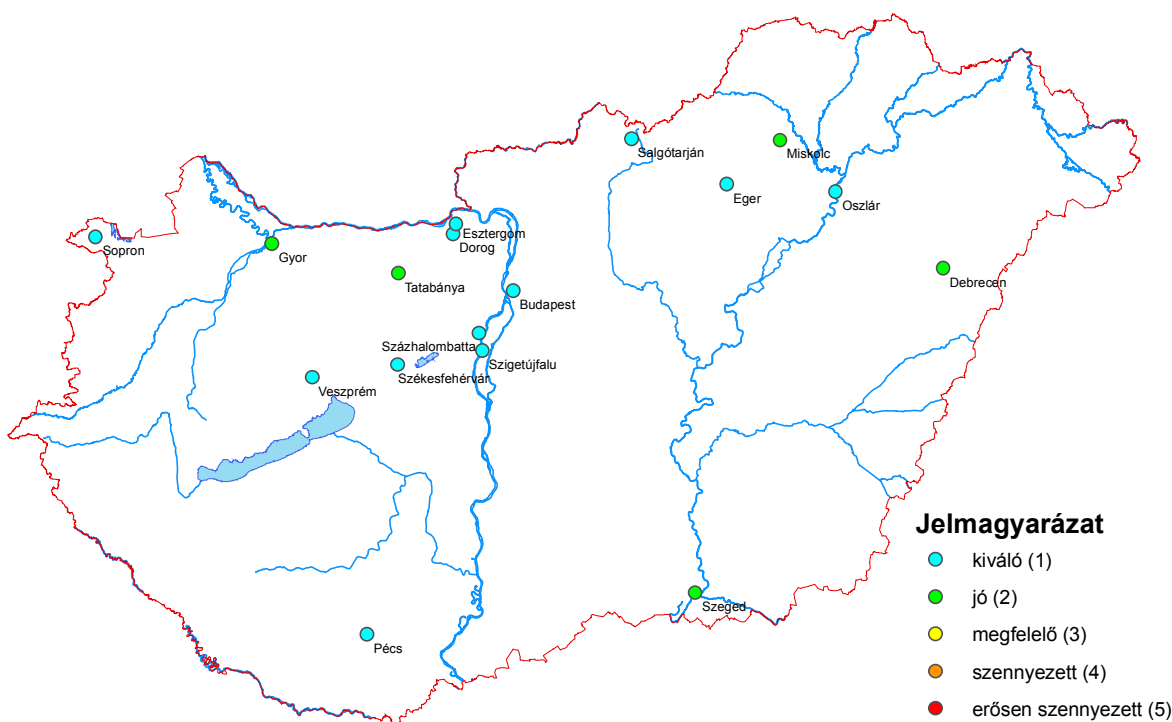 Salgótarján
Miskolc
Eger
Oszlár
Sopron
Esztergom
Dorog
Gyor
Tatabánya
Debrecen
Budapest
Százhalombatta
Szigetújfalu
Székesfehérvár
Veszprém
Szeged
Pécs
Jelmagyarázat
kiváló (1)
jó (2)
megfelelő (3)
szennyezett (4)
erősen szennyezett (5)